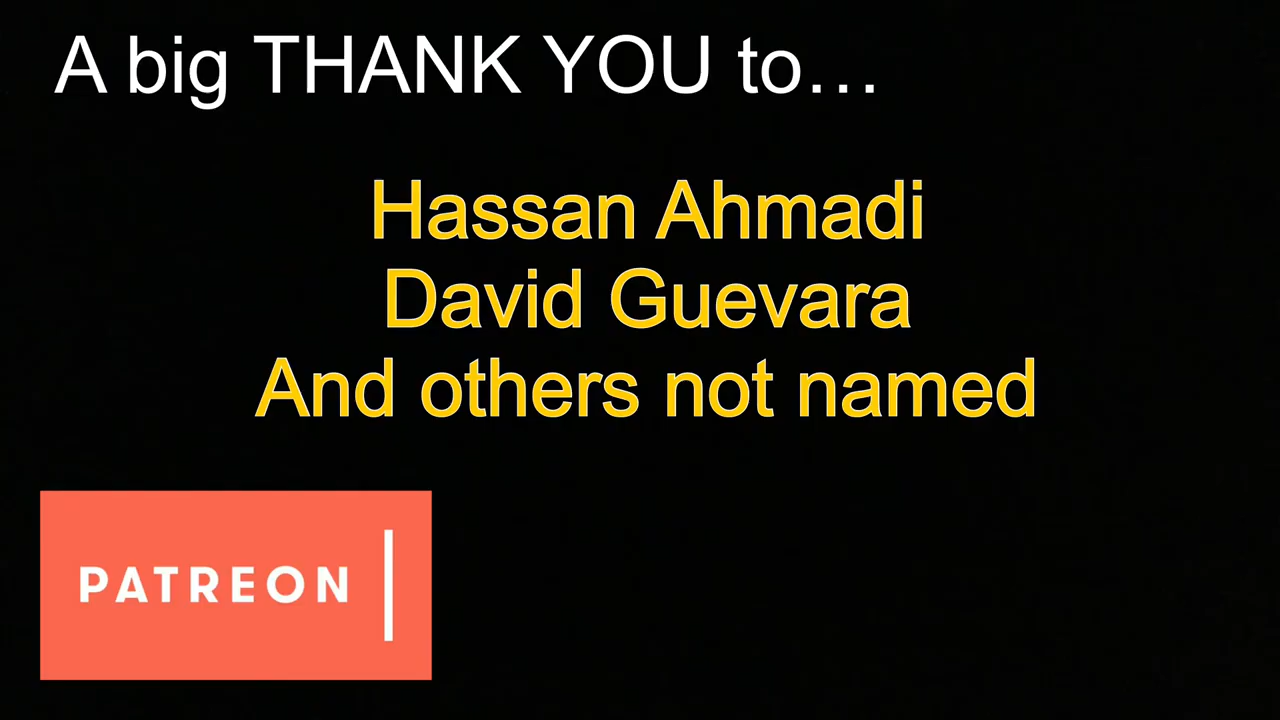 A big THANK YOU to…
Hassan Ahmadi
David Guevara
And others not named
PATREON